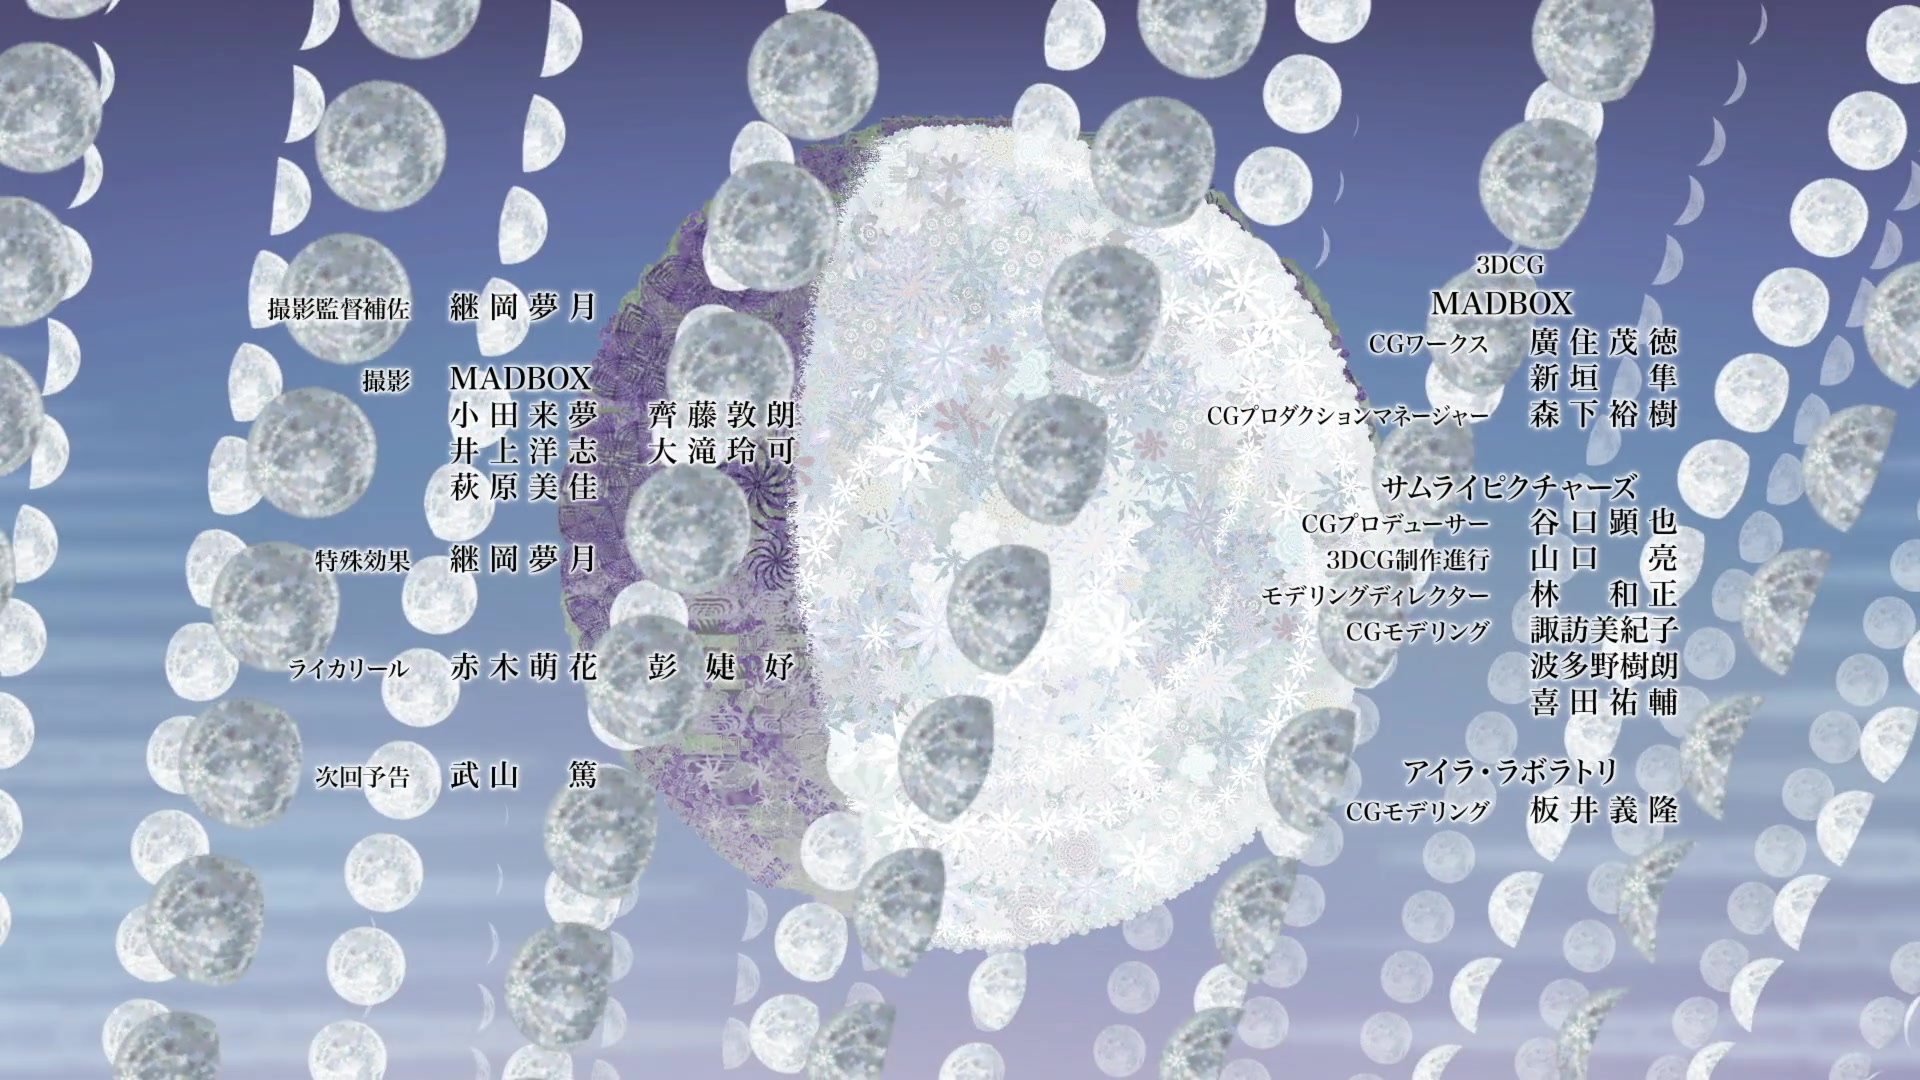 撮影監督補佐 継岡夢月
撮影 MADBOX
小田来夢 齊藤敦朗
井上洋志 大滝玲可
萩原美佳
特殊効果 継岡夢月
ライカリール 赤木萌花 彭婕妤
次回予告 武山篤
3DCG
MADBOX
CGワークス 廣住茂徳
新垣隼
CGプロダクションマネージャー 森下裕樹
サムライピクチャーズ
CGプロデューサー 谷口顕也
3DCG制作進行 山口亮
モデリングディレクター 林和正
CGモデリング 諏訪美紀子
波多野樹朗
喜田祐輔
アイラ・ラボラトリ
CGモデリング 板井義隆